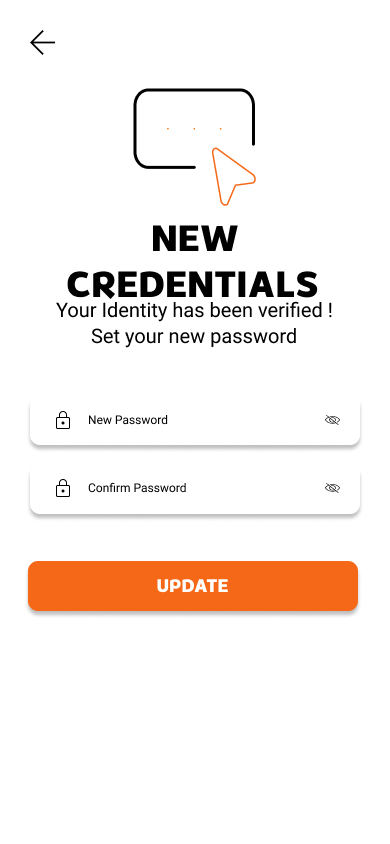 NEW
CREDENTIALS
Your Identity has been verified !
Set your new password
New Password
Confirm Password
UPDATE